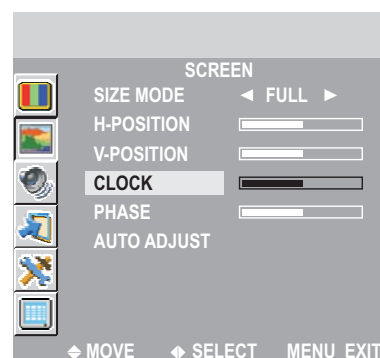 SCREEN
SIZE MODE FULL
H-POSITION
V-POSITION
CLOCK
PHASE
AUTO ADJUST
MOVE SELECT MENU EXIT